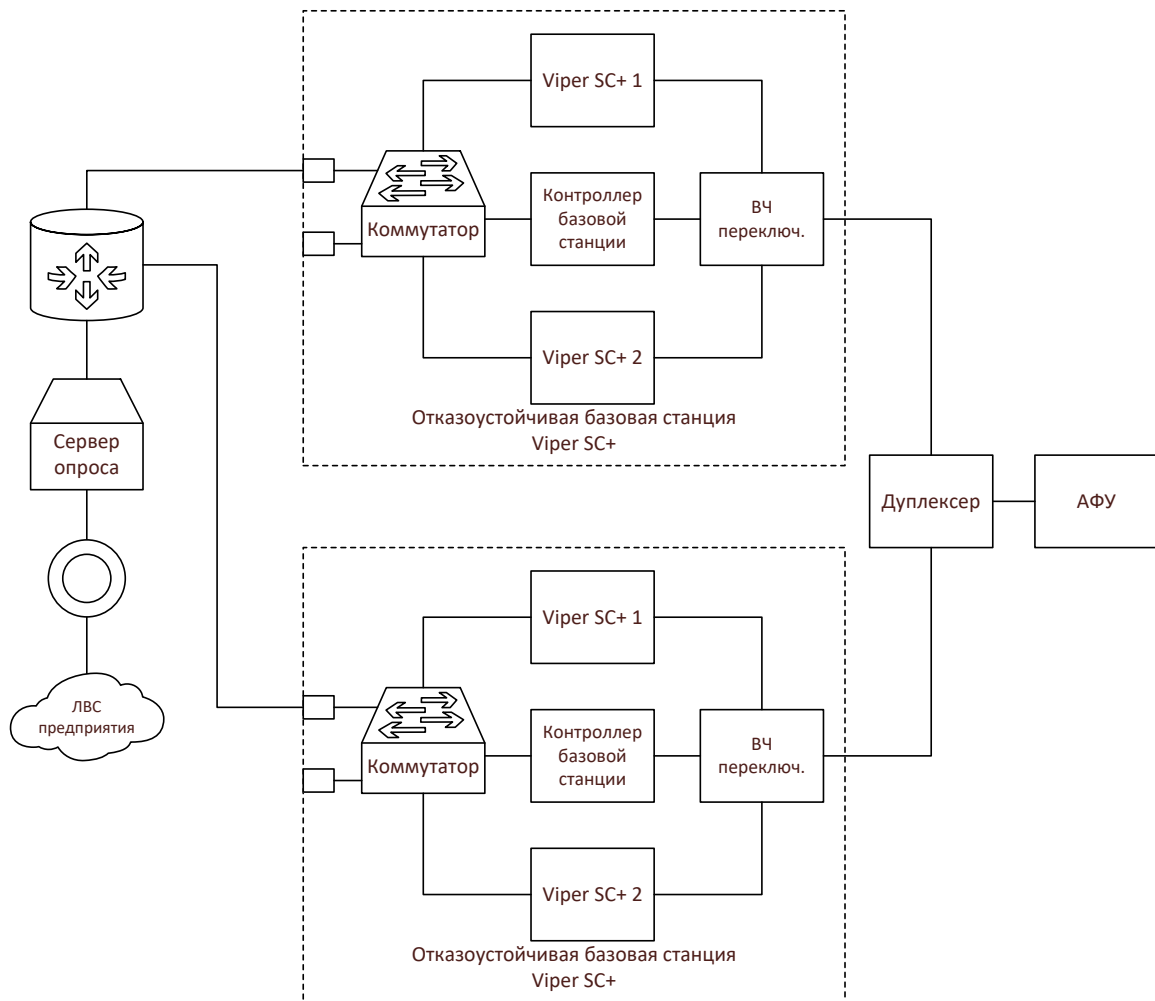 Viper SC+ 1
Контроллер
базовой
станции
ВЧ
переключ.
Коммутатор
Viper SC+ 2
Отказоустойчивая базовая станция
Viper SC+
Сервер
опроса
Дуплексер
АФУ
ЛВС
предприятия
Viper SC+ 1
Контроллер
базовой
станции
ВЧ
переключ.
Коммутатор
Viper SC+ 2
Отказоустойчивая базовая станция
Viper SC+